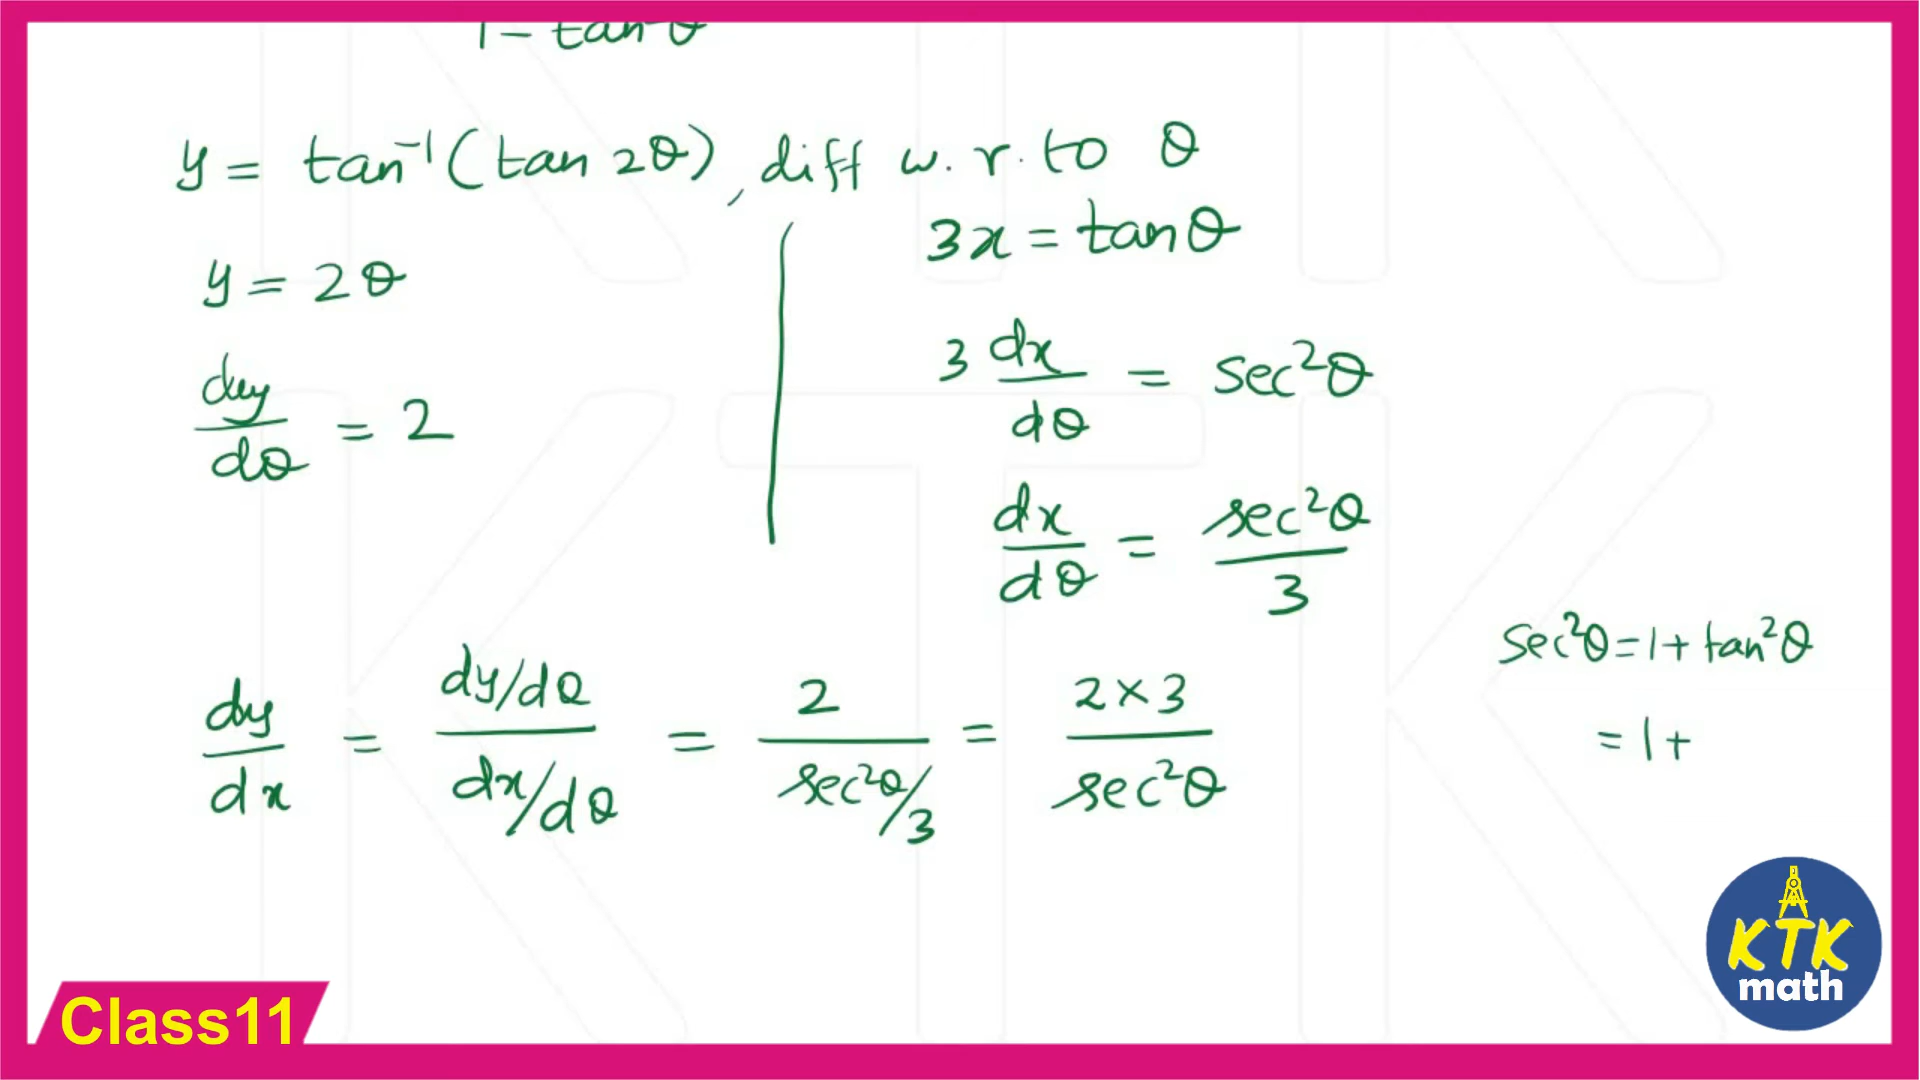 1 - tan²θ
y = tan⁻¹(tan 2θ), diff w.r.to θ
y = 2θ
dy/dθ = 2
3x = tanθ
3 dx/dθ = sec²θ
dx/dθ = sec²θ/3
dy/dx = (dy/dθ)/(dx/dθ) = 2/(sec²θ/3) = (2×3)/sec²θ
sec²θ = 1 + tan²θ
= 1 +
KTK
math
Class11